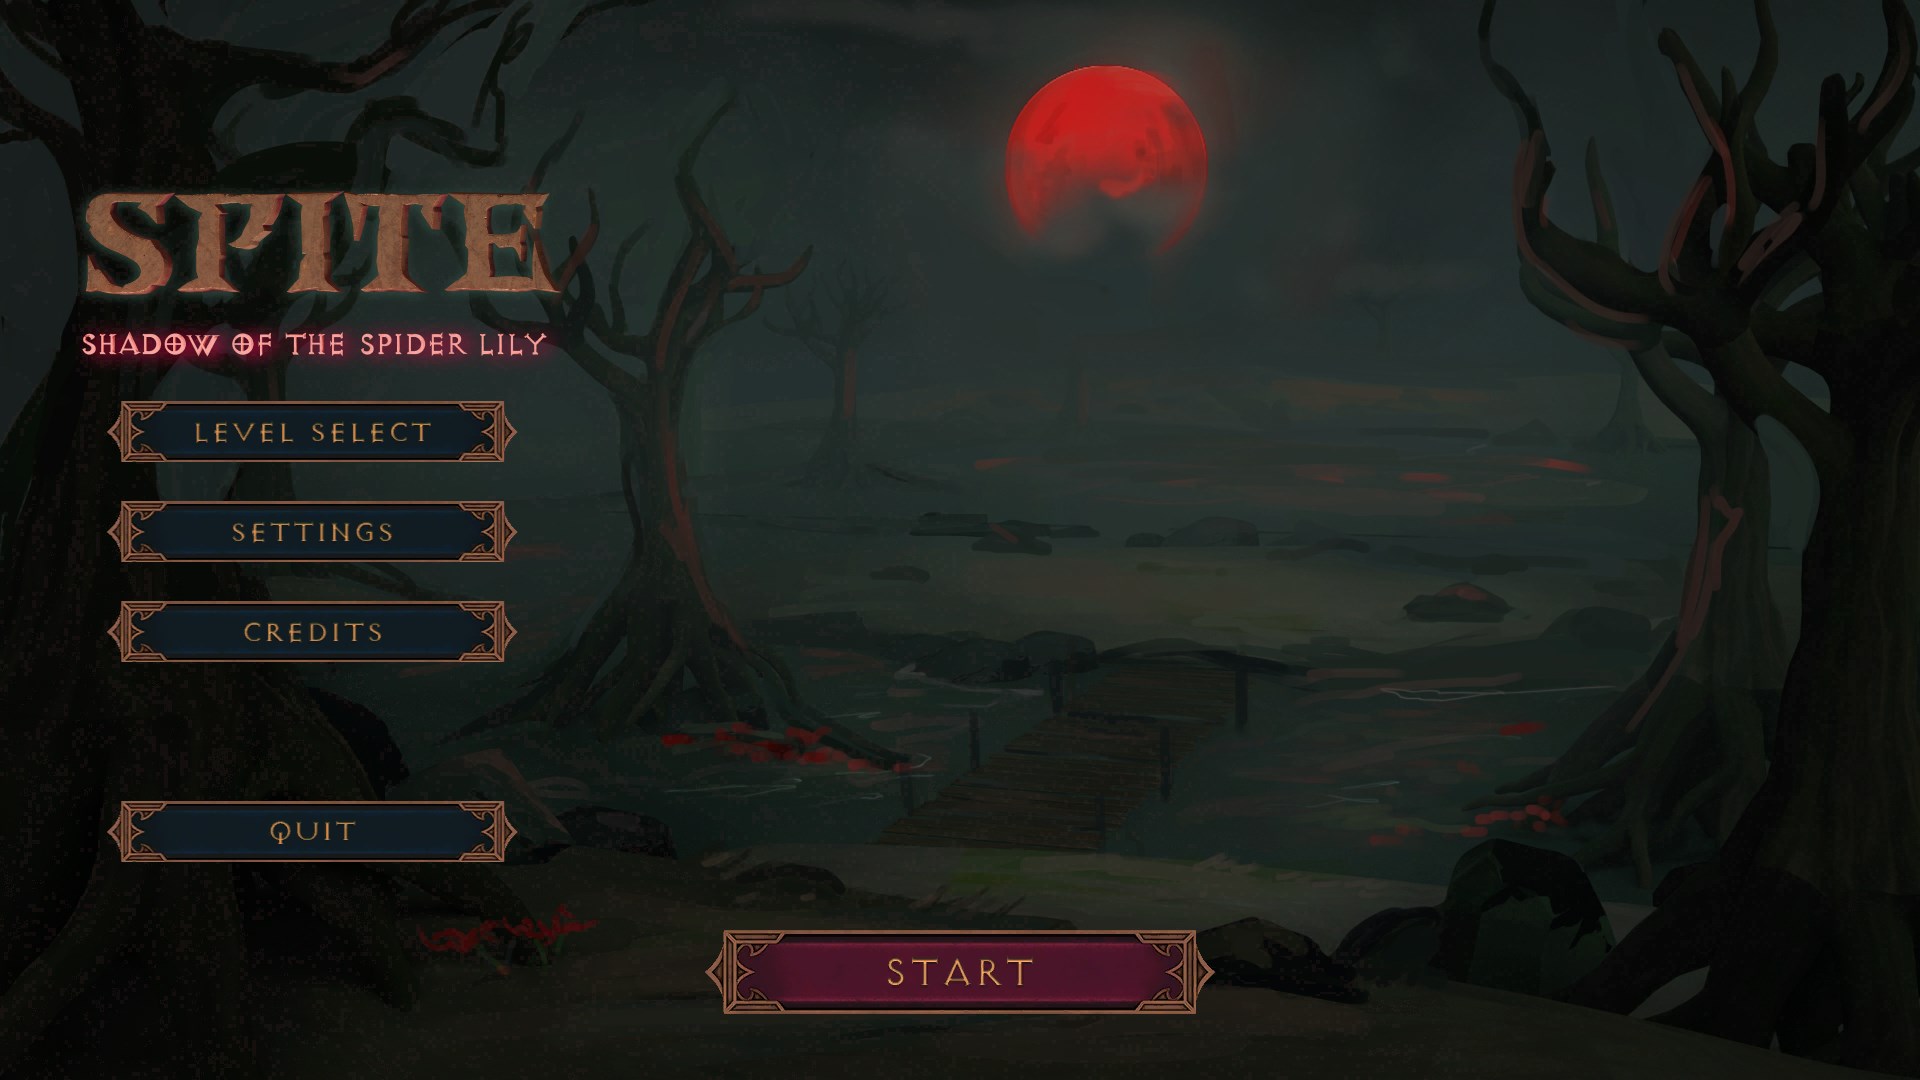 SPITE
SHADOW OF THE SPIDER LILY
LEVEL SELECT
SETTINGS
CREDITS
QUIT
START